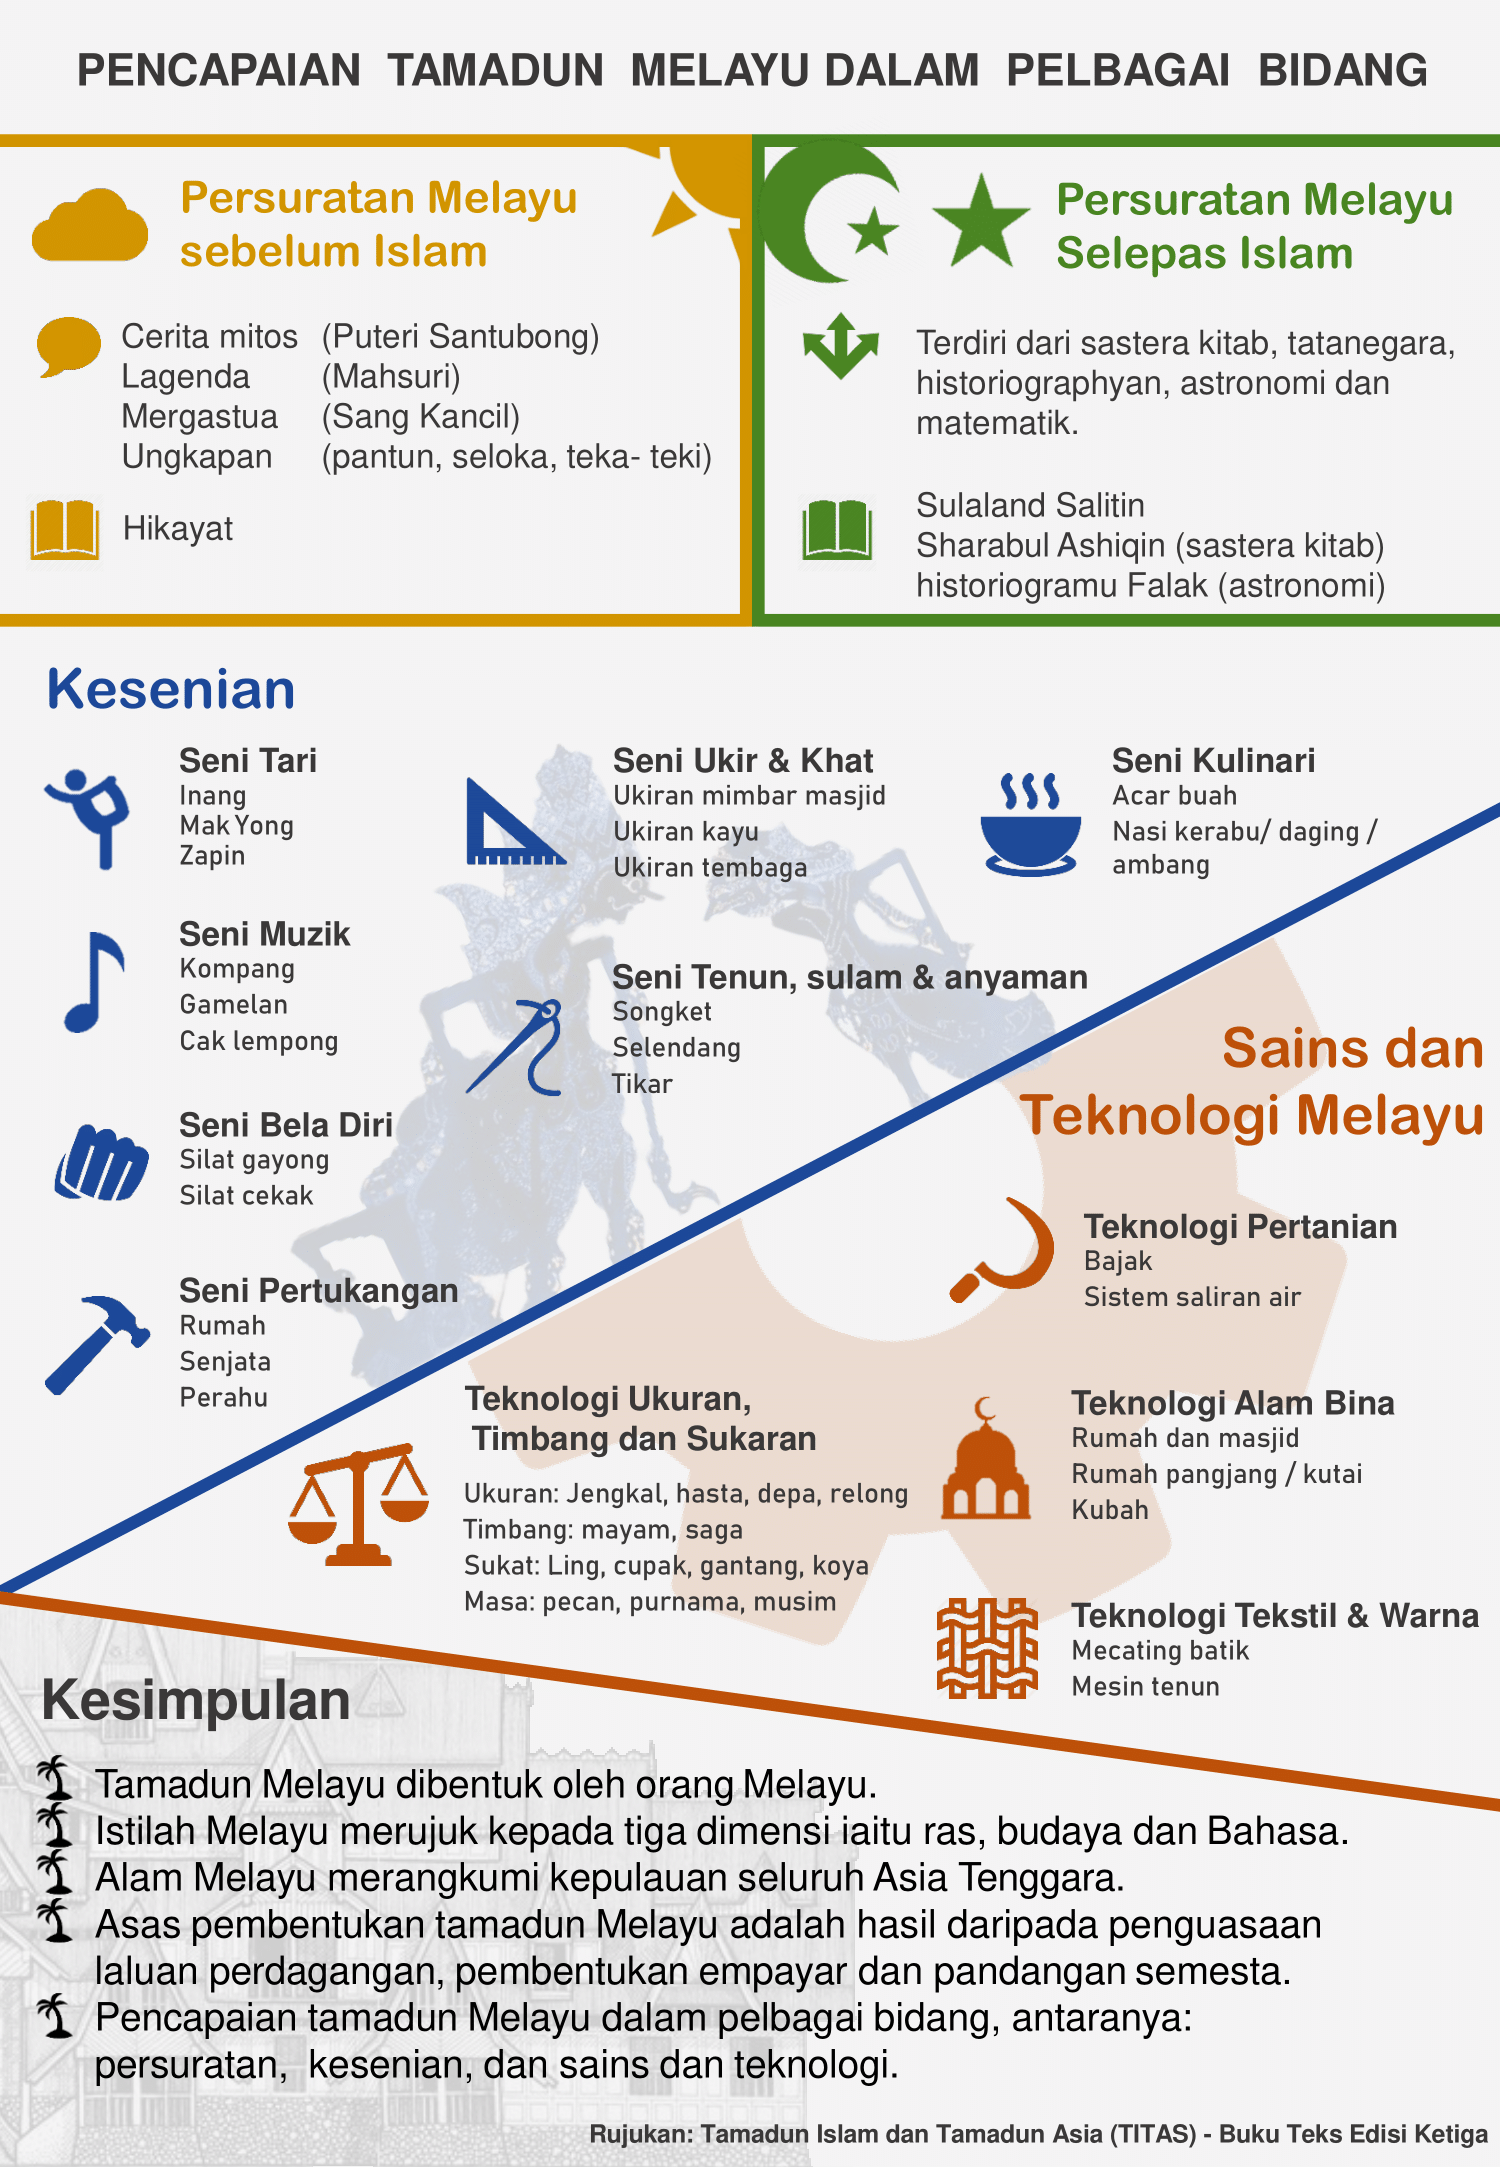 PENCAPAIAN TAMADUN MELAYU DALAM PELBAGAI BIDANG
Persuratan Melayu
sebelum Islam
Cerita mitos (Puteri Santubong)
Lagenda (Mahsuri)
Mergastua (Sang Kancil)
Ungkapan (pantun, seloka, teka- teki)
Hikayat
Persuratan Melayu
Selepas Islam
Terdiri dari sastera kitab, tatanegara,
historiographyan, astronomi dan
matematik.
Sulaland Salitin
Sharabul Ashiqin (sastera kitab)
historiogramu Falak (astronomi)
Kesenian
Seni Tari
Inang
Mak Yong
Zapin
Seni Muzik
Kompang
Gamelan
Cak lempong
Seni Bela Diri
Silat gayong
Silat cekak
Seni Pertukangan
Rumah
Senjata
Perahu
Seni Ukir & Khat
Ukiran mimbar masjid
Ukiran kayu
Ukiran tembaga
Seni Tenun, sulam & anyaman
Songket
Selendang
Tikar
Seni Kulinari
Acar buah
Nasi kerabu/ daging /
ambang
Sains dan
Teknologi Melayu
Teknologi Pertanian
Bajak
Sistem saliran air
Teknologi Ukuran,
Timbang dan Sukaran
Ukuran: Jengkal, hasta, depa, relong
Timbang: mayam, saga
Sukat: Ling, cupak, gantang, koya
Masa: pecan, purnama, musim
Teknologi Alam Bina
Rumah dan masjid
Rumah pangjang / kutai
Kubah
Teknologi Tekstil & Warna
Mecating batik
Mesin tenun
Kesimpulan
Tamadun Melayu dibentuk oleh orang Melayu.
Istilah Melayu merujuk kepada tiga dimensi iaitu ras, budaya dan Bahasa.
Alam Melayu merangkumi kepulauan seluruh Asia Tenggara.
Asas pembentukan tamadun Melayu adalah hasil daripada penguasaan
laluan perdagangan, pembentukan empayar dan pandangan semesta.
Pencapaian tamadun Melayu dalam pelbagai bidang, antaranya:
persuratan, kesenian, dan sains dan teknologi.
Rujukan: Tamadun Islam dan Tamadun Asia (TITAS) - Buku Teks Edisi Ketiga